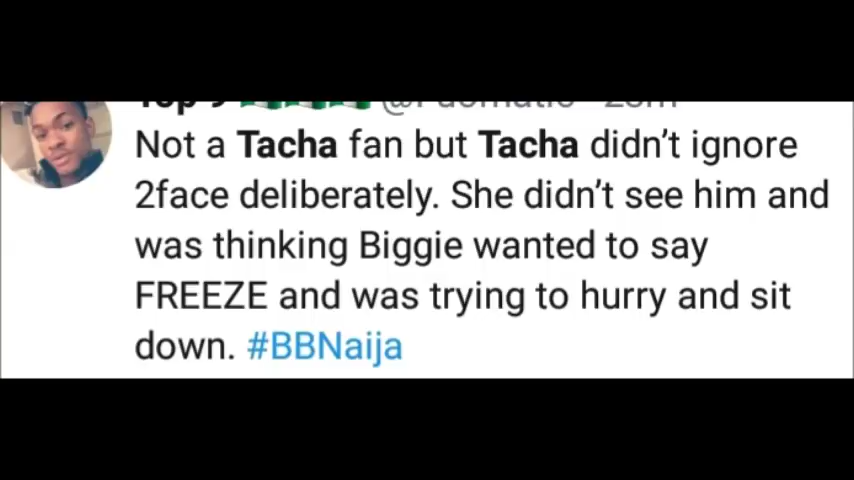 Not a Tacha fan but Tacha didn't ignore
2face deliberately. She didn't see him and
was thinking Biggie wanted to say
FREEZE and was trying to hurry and sit
down. #BBNaija